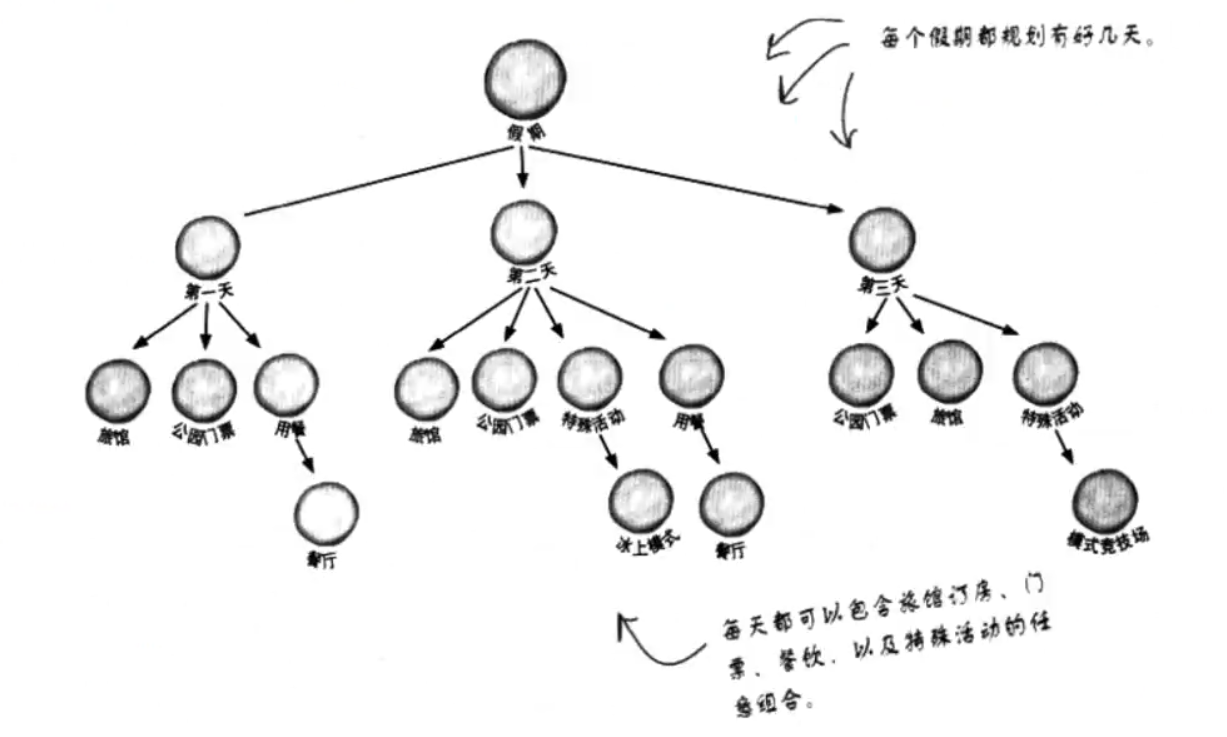 每个假期都规划有好几天。
假期
第一天
第二天
第三天
旅馆
公园门票
用餐
旅馆
公园门票
特殊活动
用餐
公园门票
旅馆
特殊活动
餐厅
冰上模式
餐厅
模式竞技场
每天都可以包含旅馆订房、门
票、餐饮，以及特殊活动的任
意组合。